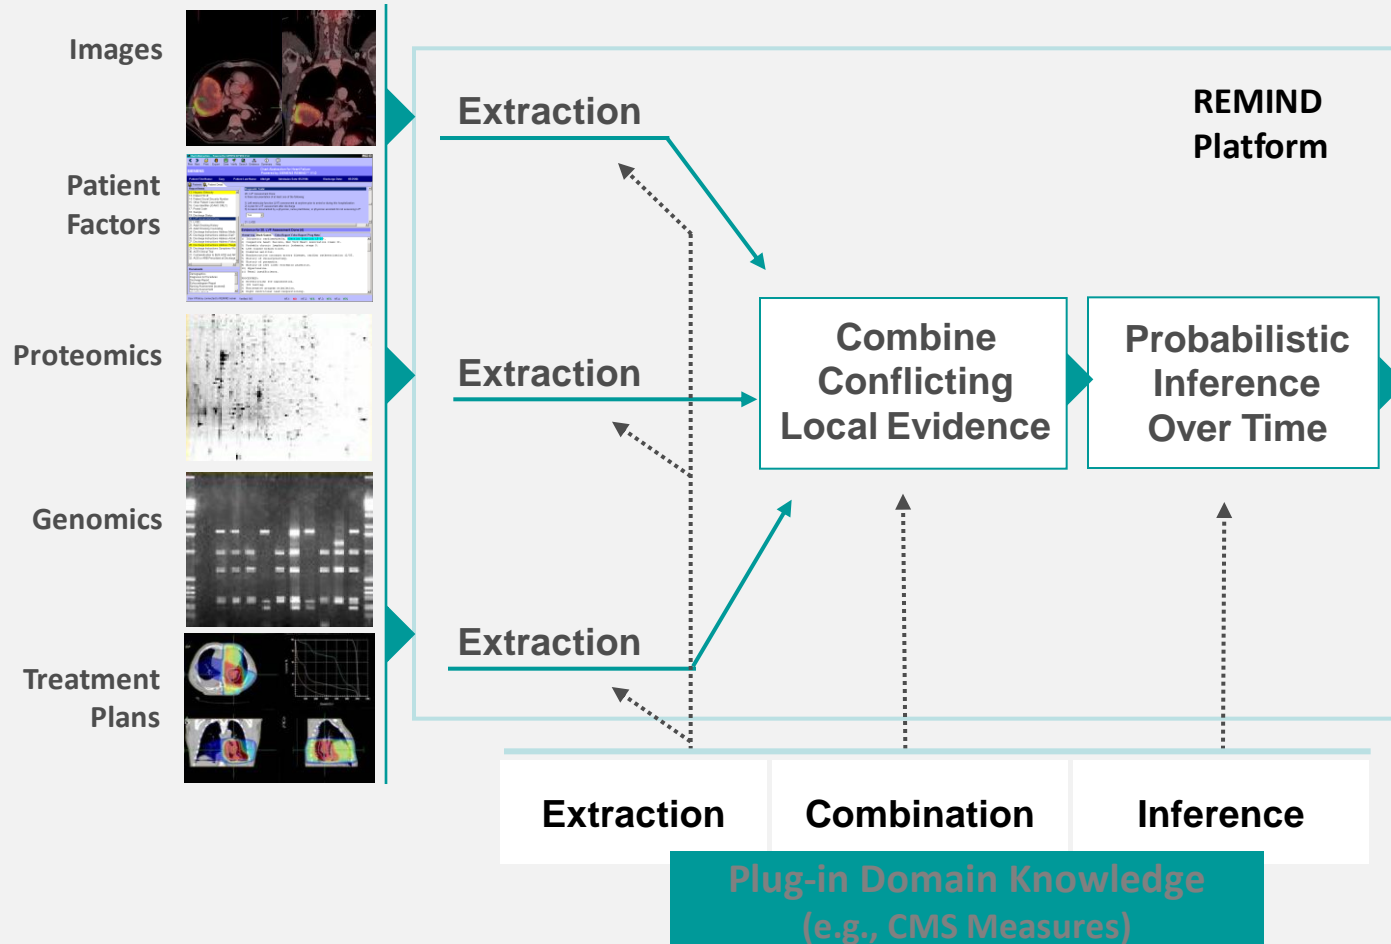 Images
Extraction
REMIND
Platform
Patient
Factors
Proteomics
Extraction
Combine
Conflicting
Local Evidence
Probabilistic
Inference
Over Time
Genomics
Extraction
Treatment
Plans
Extraction
Combination
Inference
Plug-in Domain Knowledge
(e.g., CMS Measures)